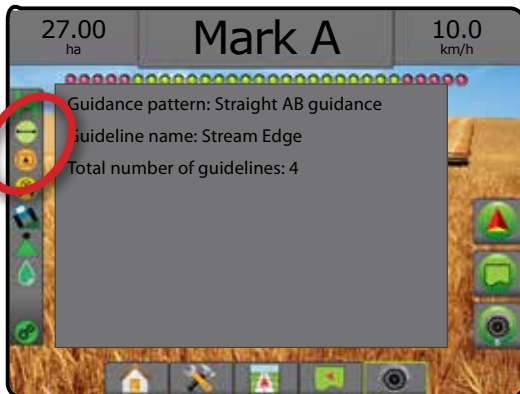 27.00
ha
Mark A
10.0
km/h
Guidance pattern: Straight AB guidance
Guideline name: Stream Edge
Total number of guidelines: 4